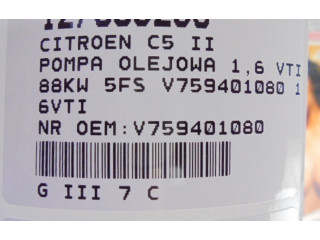 CITROEN C5 II
POMPA OLEJOWA 1,6 VTI
88KW 5FS V759401080 1
6VTI
NR OEM:V759401080
G III 7 C